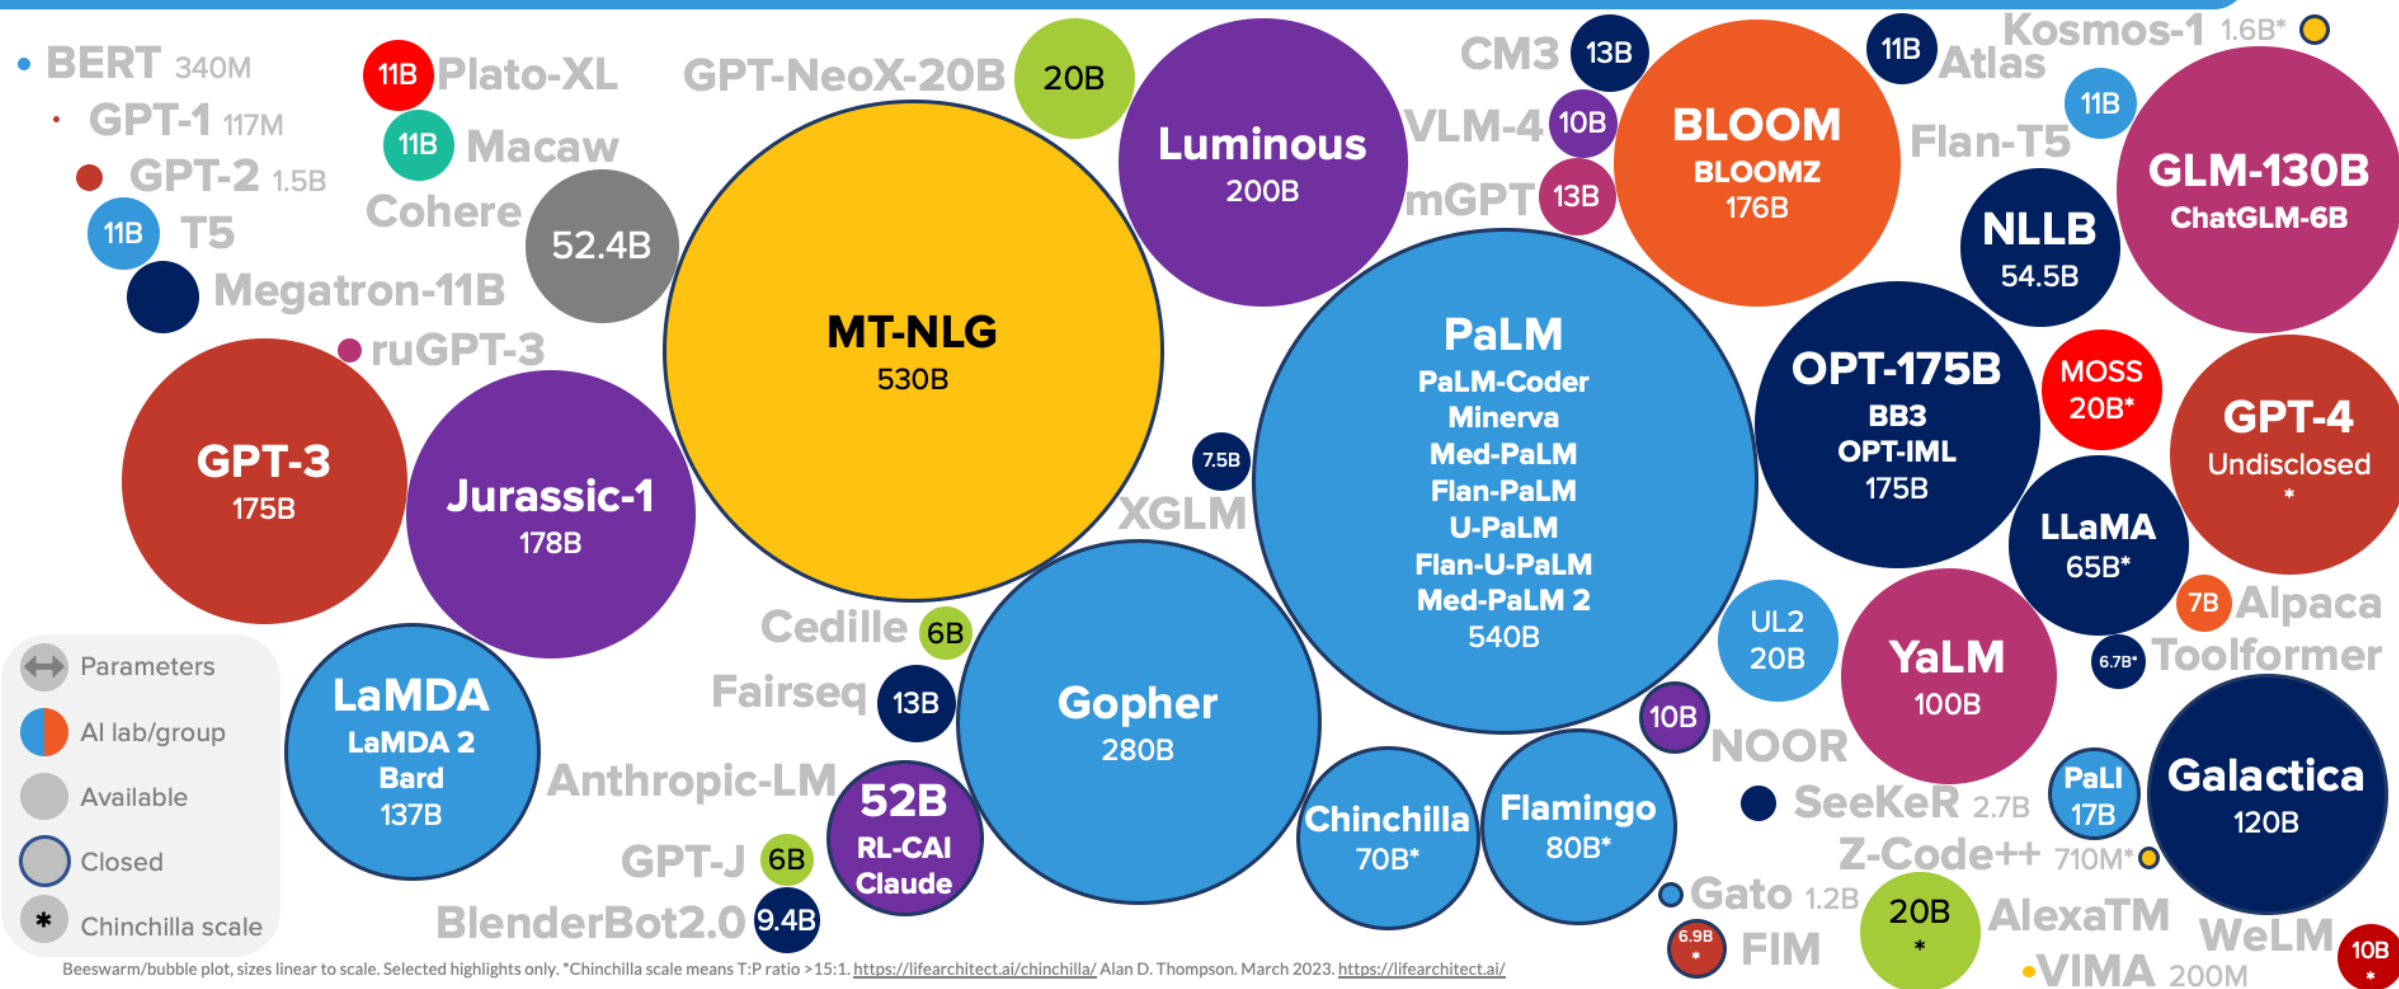 BERT 340M
GPT-1 117M
GPT-2 1.5B
11B T5
Megatron-11B
ruGPT-3
GPT-3
175B
11B Plato-XL
11B Macaw
Cohere
52.4B
Jurassic-1
178B
GPT-NeoX-20B 20B
MT-NLG
530B
Luminous
200B
CM3 13B
VLM-4 10B
mGPT 13B
BLOOM
BLOOMZ
176B
11B Atlas
Kosmos-1 1.6B*
11B
Flan-T5
GLM-130B
ChatGLM-6B
NLLB
54.5B
PaLM
PaLM-Coder
Minerva
Med-PaLM
Flan-PaLM
U-PaLM
Flan-U-PaLM
Med-PaLM 2
540B
7.5B
XGLM
OPT-175B
BB3
OPT-IML
175B
MOSS
20B*
GPT-4
Undisclosed
*
LLaMA
65B*
7B Alpaca
6.7B* Toolformer
UL2
20B
YaLM
100B
Cedille 6B
Fairseq 13B
Gopher
280B
LaMDA
LaMDA 2
Bard
137B
Anthropic-LM
52B
RL-CAI
Claude
GPT-J 6B
BlenderBot2.0 9.4B
Chinchilla
70B*
Flamingo
80B*
10B
NOOR
SeeKeR 2.7B
PaLI
17B
Galactica
120B
Z-Code++ 710M*
Gato 1.2B
6.9B
*
FIM
20B
*
AlexaTM
WeLM
10B
*
VIMA 200M
Parameters
AI lab/group
Available
Closed
* Chinchilla scale
Beeswarm/bubble plot, sizes linear to scale. Selected highlights only. *Chinchilla scale means T:P ratio >15:1. https://lifearchitect.ai/chinchilla/ Alan D. Thompson. March 2023. https://lifearchitect.ai/